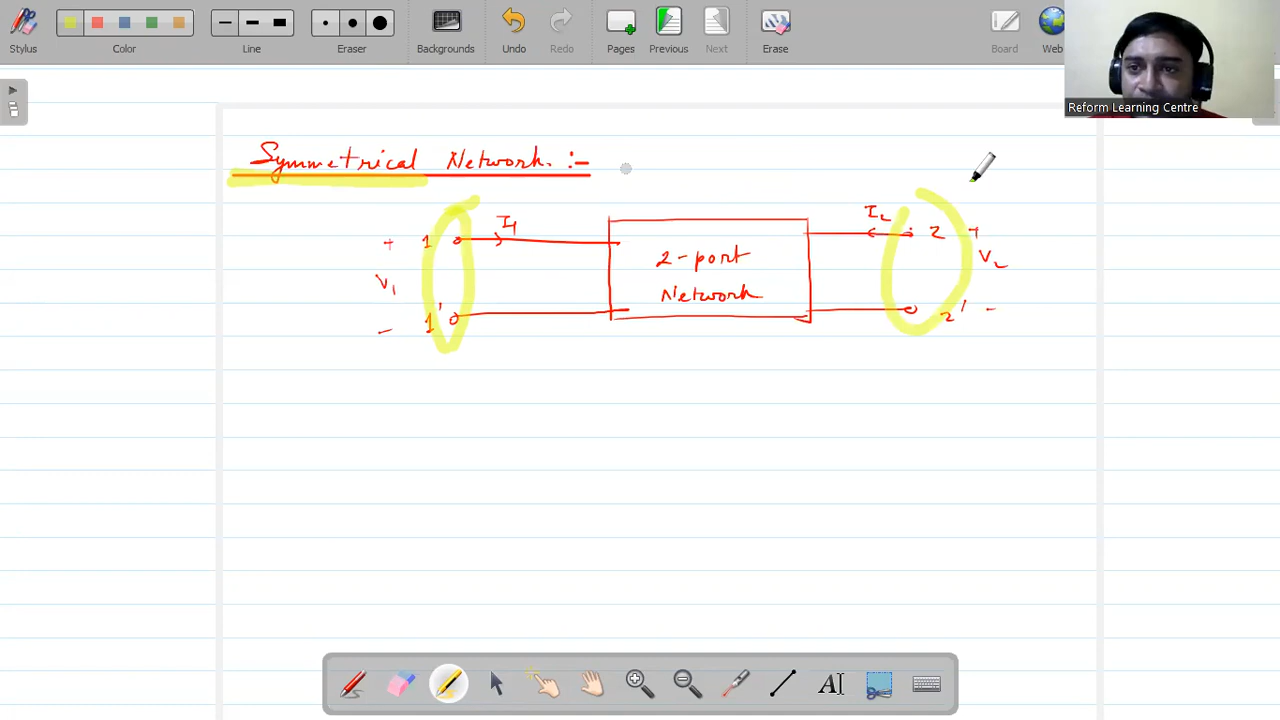 Stylus
Color
Line
Eraser
Backgrounds
Undo
Redo
Pages
Previous
Next
Erase
Board
Web
Reform Learning Centre
Symmetrical Network :-
+ 1 I1 I2 2 +
V1 2-port V2
Network
- 1' 2' -